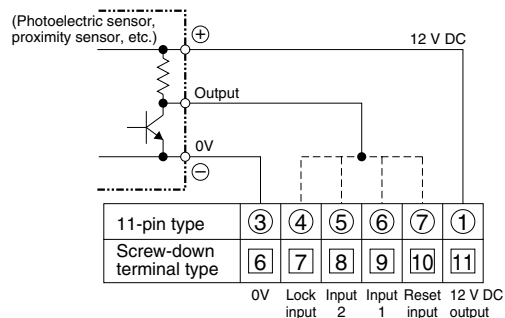 (Photoelectric sensor,
proximity sensor, etc.)
⊕
12 V DC
Output
0V
⊖
11-pin type ③ ④ ⑤ ⑥ ⑦ ①
Screw-down
terminal type 6 7 8 9 10 11
0V Lock input Input 2 Input 1 Reset input 12 V DC output